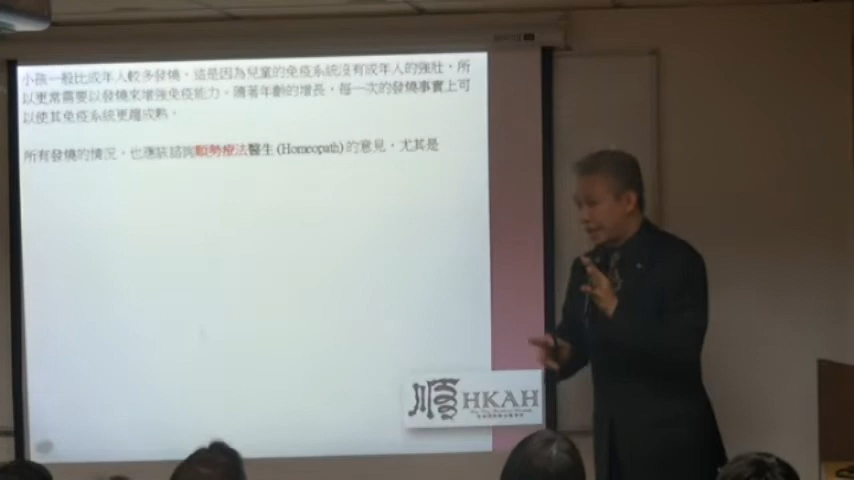 小孩一般比成年人較多發燒，這是因為兒童的免疫系統沒有成年人的強壯，所
以更常需要以發燒來增強免疫能力。隨著年齡的增長，每一次的發燒事實上可
以使其免疫系統更趨成熟。
所有發燒的情況，也應該諮詢順勢療法醫生(Homeopath)的意見，尤其是
順 HKAH